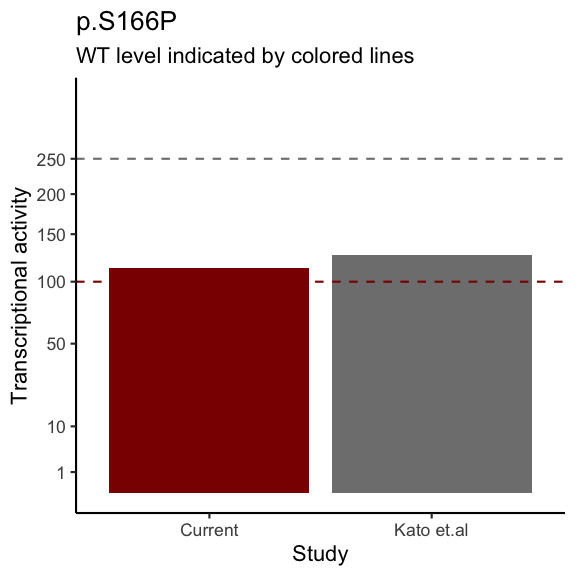 p.S166P
WT level indicated by colored lines
Transcriptional activity
250
200
150
100
50
10
1
Current
Kato et.al
Study